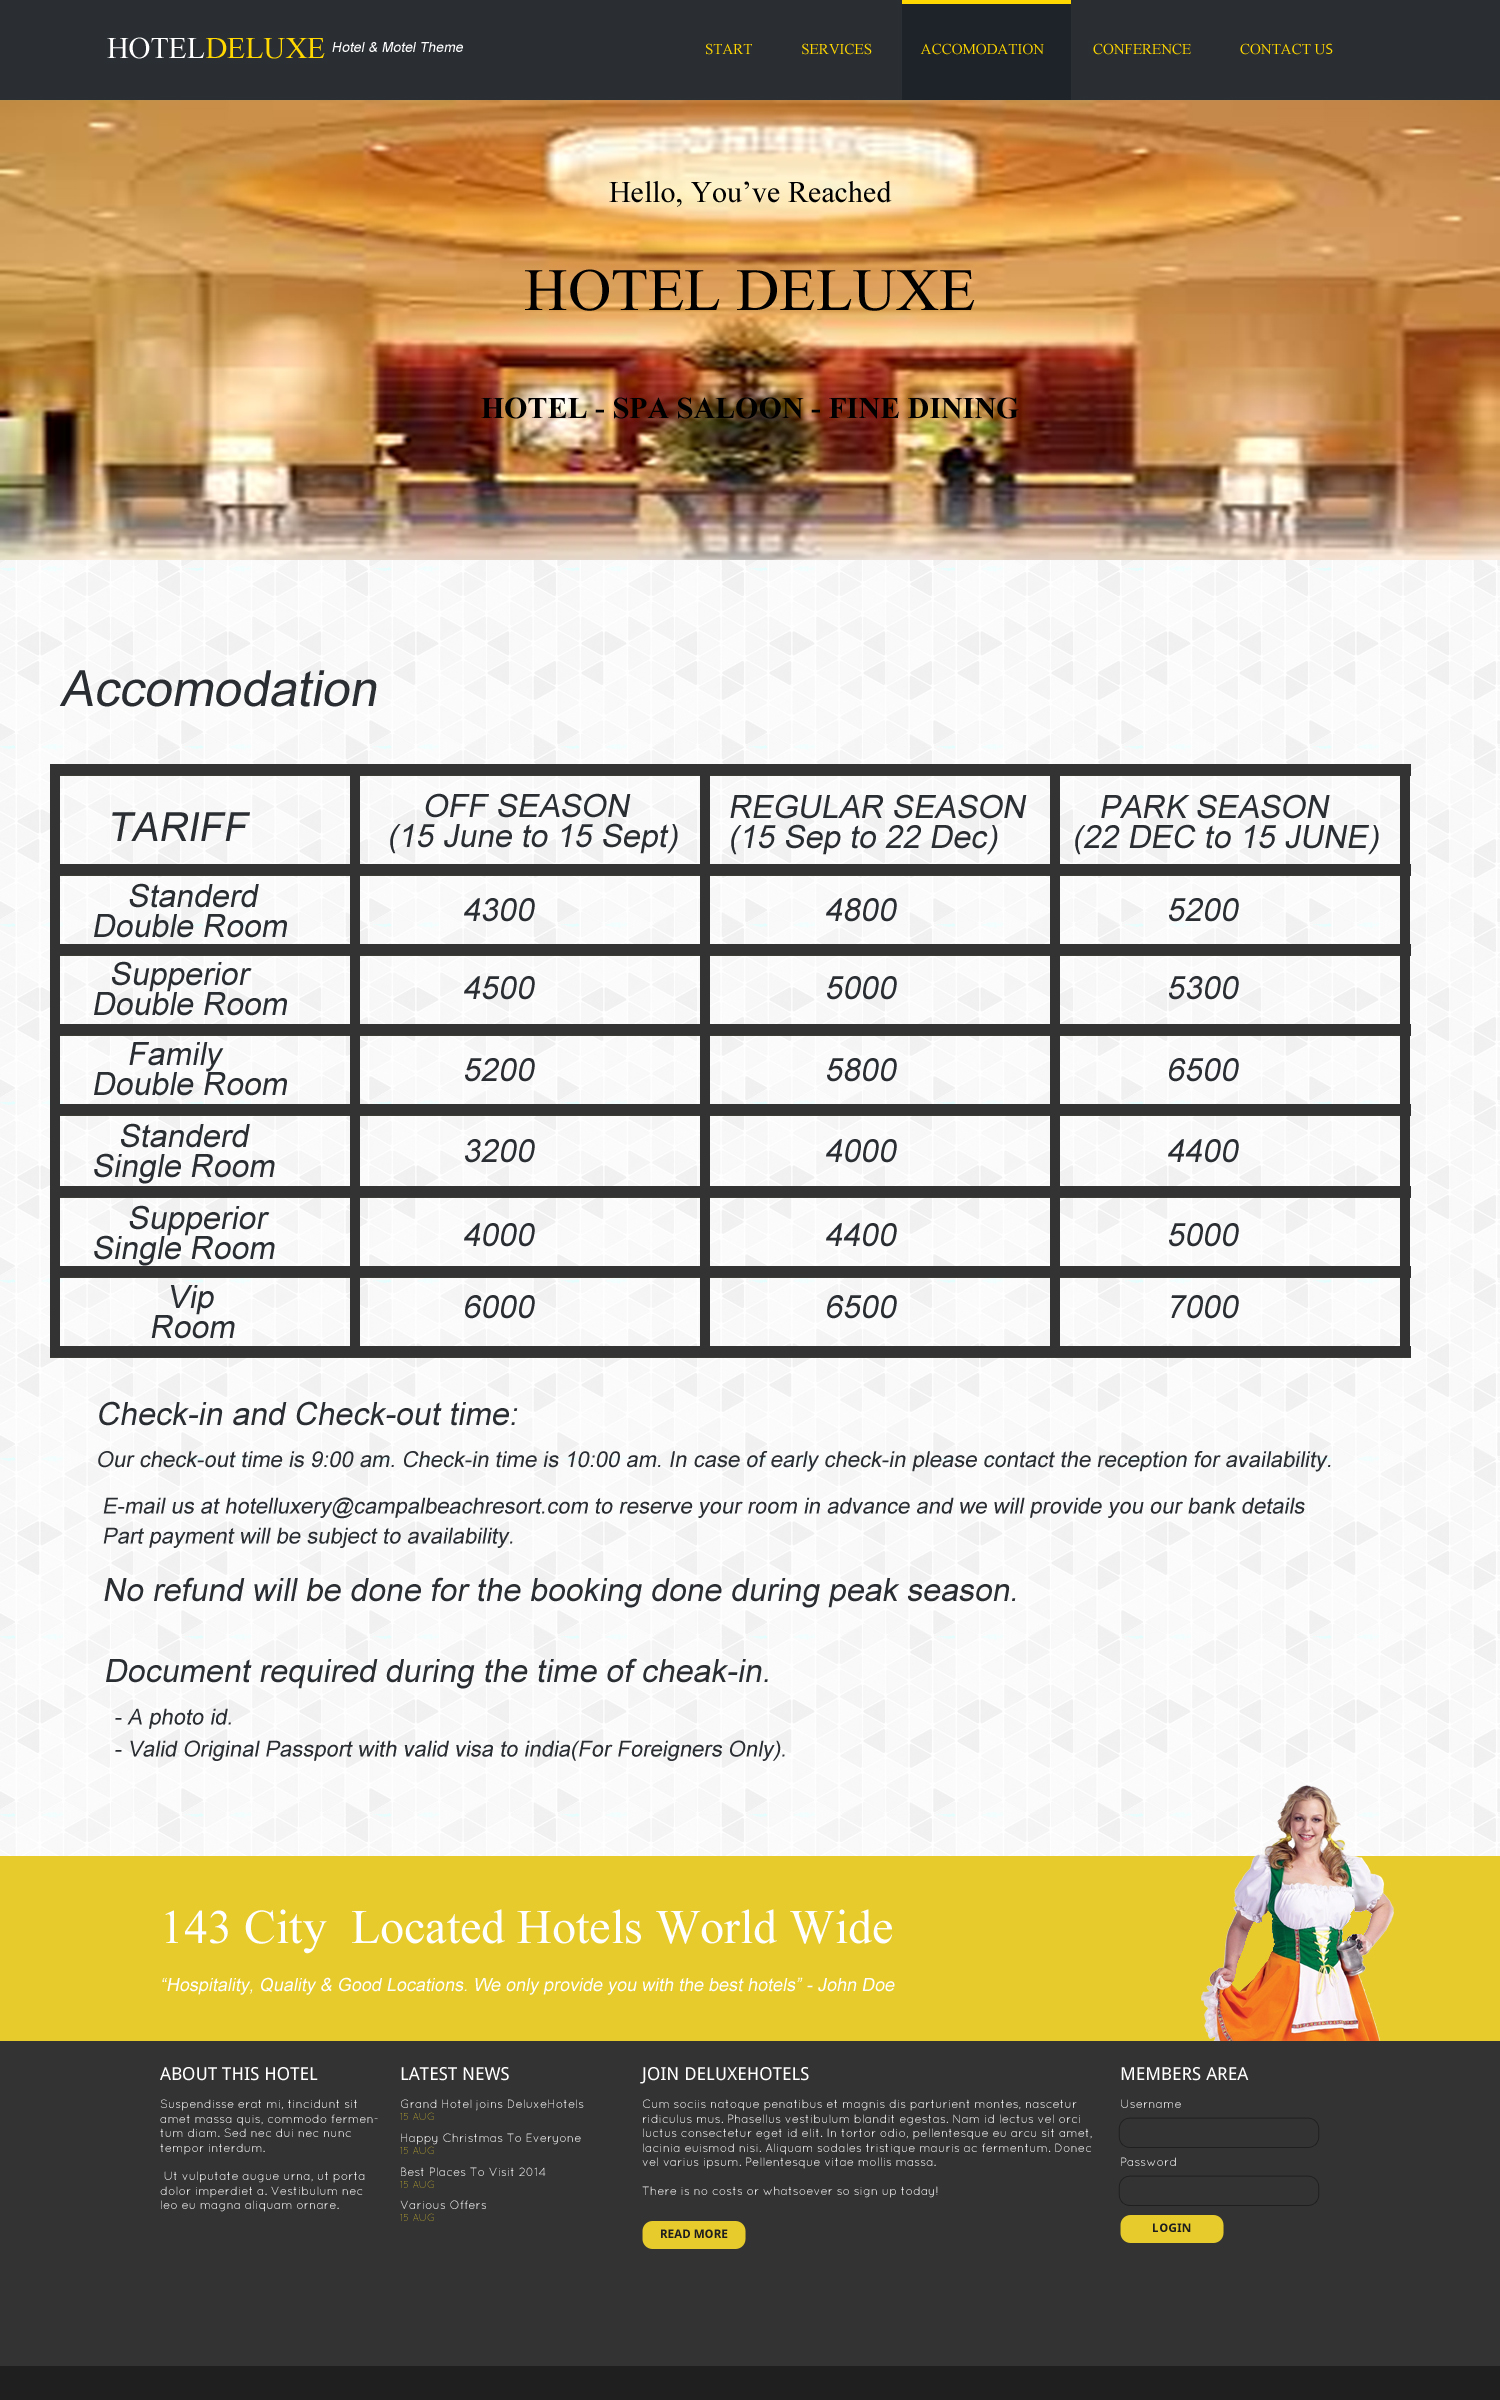 HOTELDELUXE Hotel & Motel Theme
START SERVICES ACCOMODATION CONFERENCE CONTACT US
Hello, You’ve Reached
HOTEL DELUXE
HOTEL - SPA SALOON - FINE DINING
Accomodation
TARIFF
OFF SEASON
(15 June to 15 Sept)
REGULAR SEASON
(15 Sep to 22 Dec)
PARK SEASON
(22 DEC to 15 JUNE)
Standerd
Double Room
4300 4800 5200
Supperior
Double Room
4500 5000 5300
Family
Double Room
5200 5800 6500
Standerd
Single Room
3200 4000 4400
Supperior
Single Room
4000 4400 5000
Vip
Room
6000 6500 7000
Check-in and Check-out time:
Our check-out time is 9:00 am. Check-in time is 10:00 am. In case of early check-in please contact the reception for availability.
E-mail us at hotelluxery@campalbeachresort.com to reserve your room in advance and we will provide you our bank details
Part payment will be subject to availability.
No refund will be done for the booking done during peak season.
Document required during the time of cheak-in.
- A photo id.
- Valid Original Passport with valid visa to india(For Foreigners Only).
143 City Located Hotels World Wide
“Hospitality, Quality & Good Locations. We only provide you with the best hotels” - John Doe
ABOUT THIS HOTEL
Suspendisse erat mi, tincidunt sit
amet massa quis, commodo fermen-
tum diam. Sed nec dui nec nunc
tempor interdum.
Ut vulputate augue urna, ut porta
dolor imperdiet a. Vestibulum nec
leo eu magna aliquam ornare.
LATEST NEWS
Grand Hotel joins DeluxeHotels
15 AUG
Happy Christmas To Everyone
15 AUG
Best Places To Visit 2014
15 AUG
Various Offers
15 AUG
JOIN DELUXEHOTELS
Cum sociis natoque penatibus et magnis dis parturient montes, nascetur
ridiculus mus. Phasellus vestibulum blandit egestas. Nam id lectus vel orci
luctus consectetur eget id elit. In tortor odio, pellentesque eu arcu sit amet,
lacinia euismod nisi. Aliquam sodales tristique mauris ac fermentum. Donec
vel varius ipsum. Pellentesque vitae mollis massa.
There is no costs or whatsoever so sign up today!
READ MORE
MEMBERS AREA
Username
Password
LOGIN